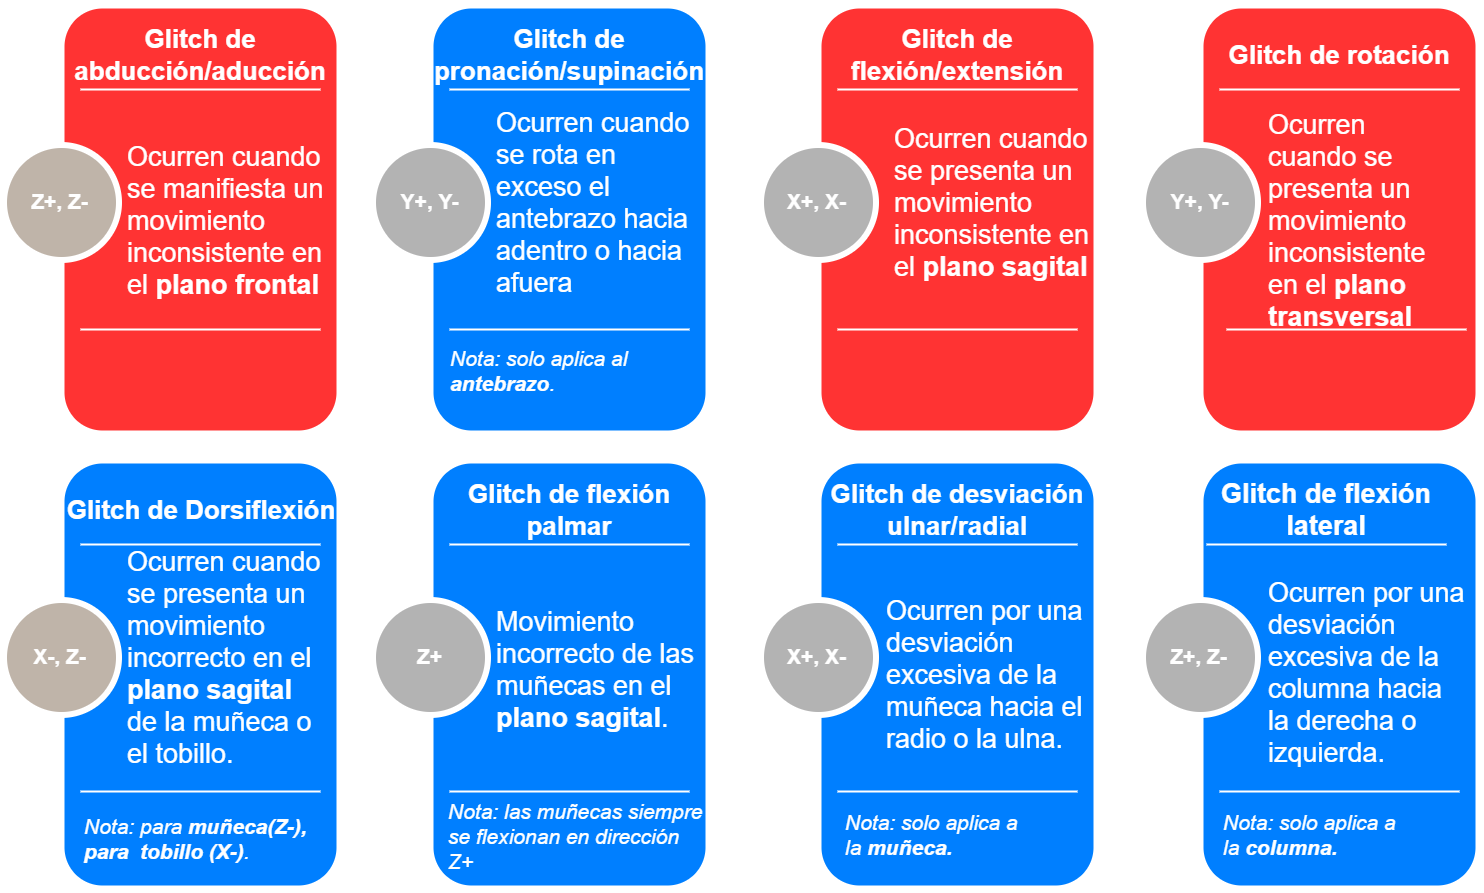 Glitch de
abducción/aducción
Z+, Z-
Ocurren cuando
se manifiesta un
movimiento
inconsistente en
el plano frontal
Glitch de
pronación/supinación
Y+, Y-
Ocurren cuando
se rota en
exceso el
antebrazo hacia
adentro o hacia
afuera
Nota: solo aplica al
antebrazo.
Glitch de
flexión/extensión
X+, X-
Ocurren cuando
se presenta un
movimiento
inconsistente en
el plano sagital
Glitch de rotación
Y+, Y-
Ocurren
cuando se
presenta un
movimiento
inconsistente
en el plano
transversal
Glitch de Dorsiflexión
X-, Z-
Ocurren cuando
se presenta un
movimiento
incorrecto en el
plano sagital
de la muñeca o
el tobillo.
Nota: para muñeca(Z-),
para tobillo (X-).
Glitch de flexión
palmar
Z+
Movimiento
incorrecto de las
muñecas en el
plano sagital.
Nota: las muñecas siempre
se flexionan en dirección
Z+
Glitch de desviación
ulnar/radial
X+, X-
Ocurren por una
desviación
excesiva de la
muñeca hacia el
radio o la ulna.
Nota: solo aplica a
la muñeca.
Glitch de flexión
lateral
Z+, Z-
Ocurren por una
desviación
excesiva de la
columna hacia
la derecha o
izquierda.
Nota: solo aplica a
la columna.